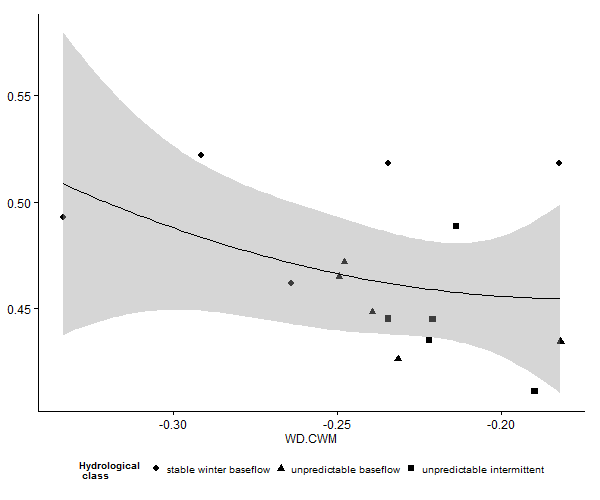 0.55
0.50
0.45
-0.30 -0.25 -0.20
WD.CWM
Hydrological
class
stable winter baseflow unpredictable baseflow unpredictable intermittent